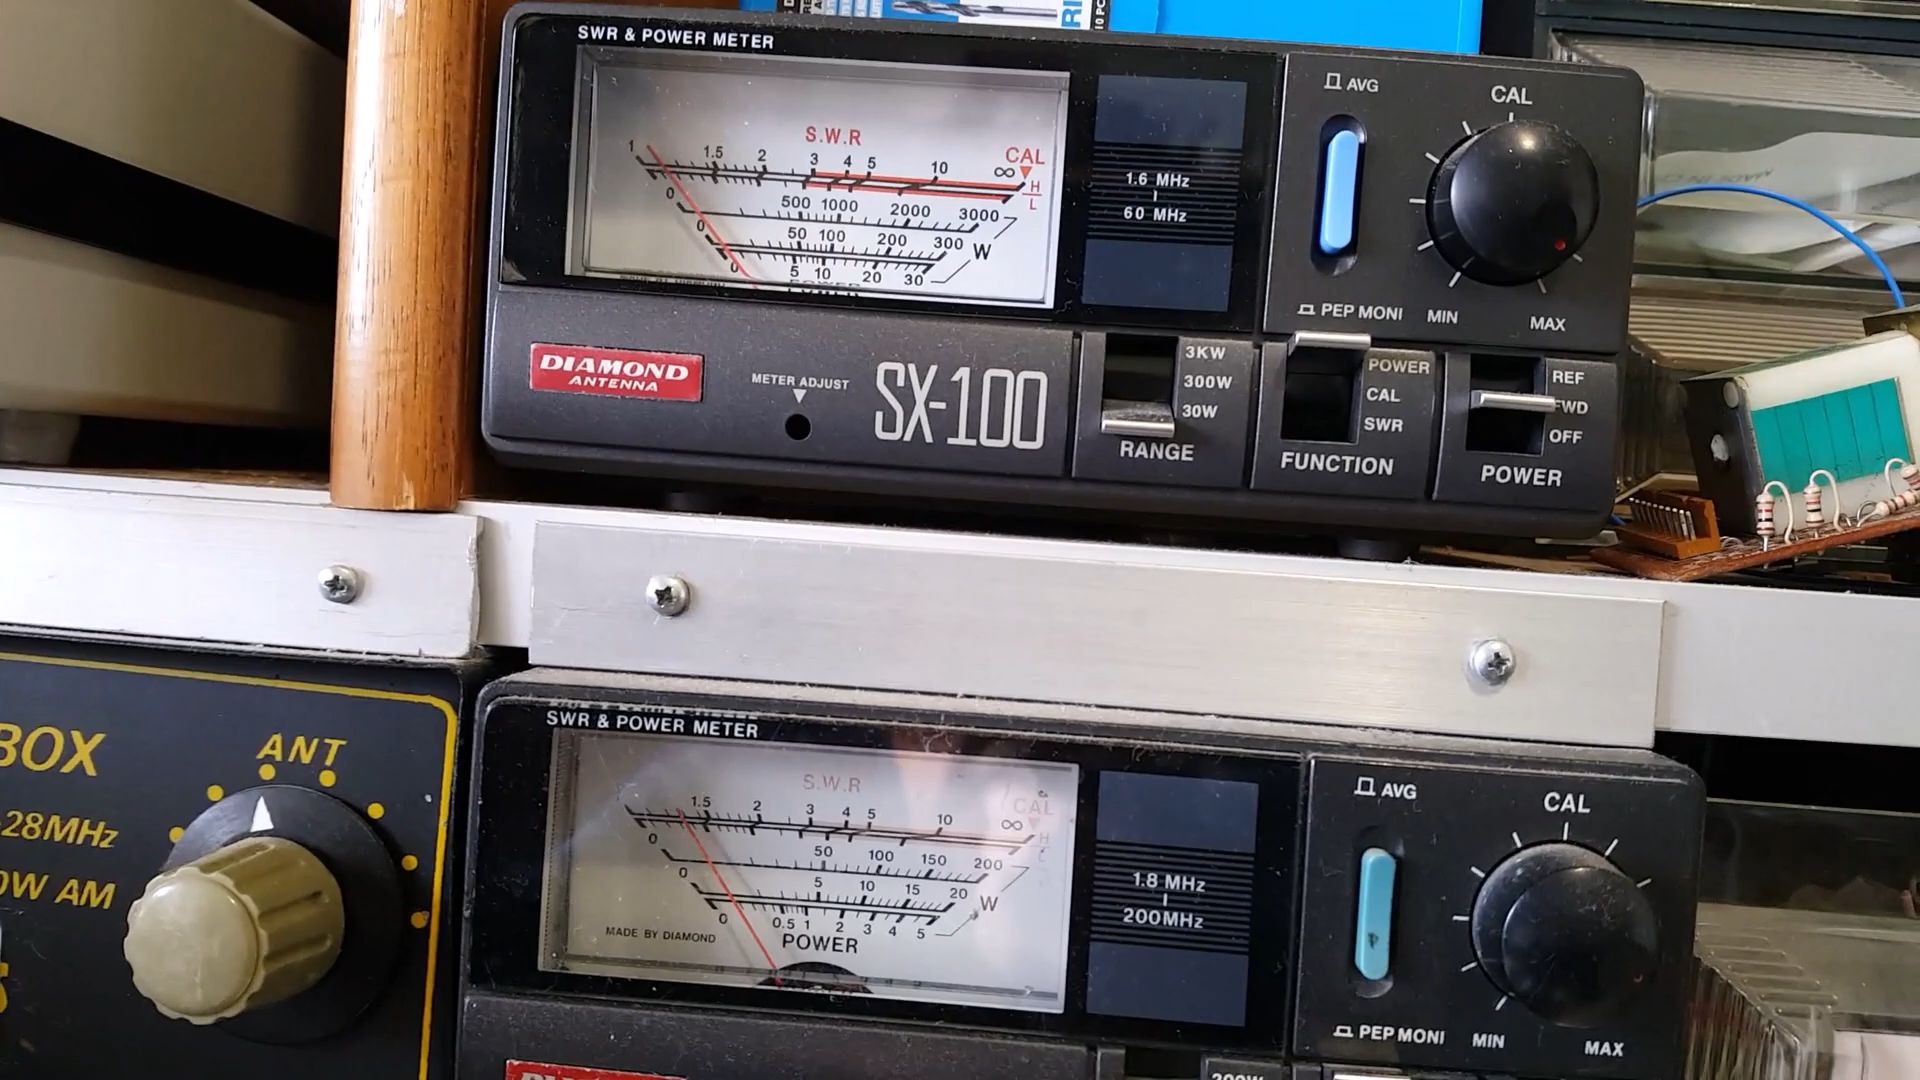 10 PC
SWR & POWER METER
S.W.R
1 1.5 2 3 4 5 10 ∞ CAL
H
L
0 500 1000 2000 3000
0 50 100 200 300 W
0 5 10 20 30
POWER
1.6 MHz
60 MHz
AVG
CAL
PEP MONI
MIN
MAX
DIAMOND
ANTENNA
METER ADJUST
SX-100
3KW
300W
30W
RANGE
POWER
CAL
SWR
FUNCTION
REF
FWD
OFF
POWER
BOX
ANT
-28MHz
0W AM
SWR & POWER METER
S.W.R
1.5 2 3 4 5 10 ∞ CAL
H
L
0 50 100 150 200
0 5 10 15 20 W
0 0.5 1 2 3 4 5
MADE BY DIAMOND
POWER
1.8 MHz
200MHz
AVG
CAL
PEP MONI
MIN
MAX
200W